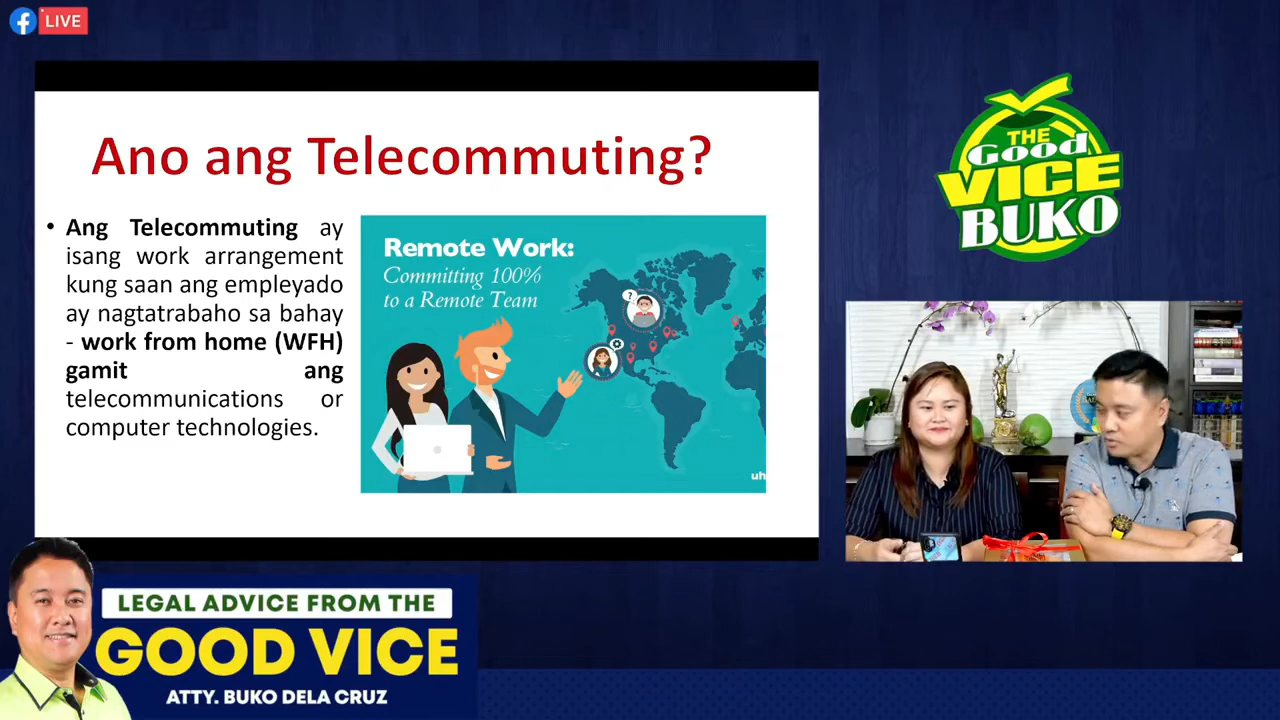 LIVE
Ano ang Telecommuting?
• Ang Telecommuting ay
isang work arrangement
kung saan ang empleyado
ay nagtatrabaho sa bahay
- work from home (WFH)
gamit ang
telecommunications or
computer technologies.
Remote Work:
Committing 100%
to a Remote Team
?
uh
THE
Good
VICE
BUKO
LEGAL ADVICE FROM THE
GOOD VICE
ATTY. BUKO DELA CRUZ